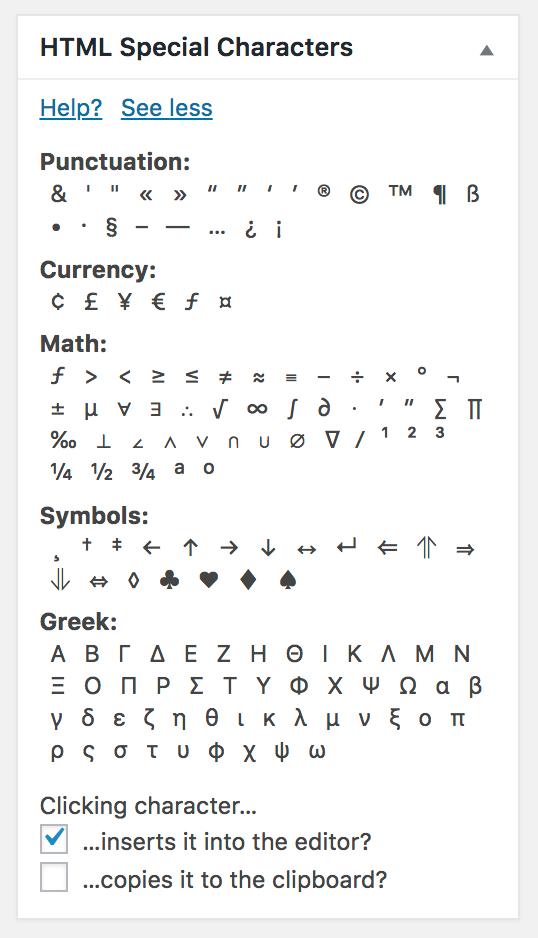 HTML Special Characters ▲
Help? See less
Punctuation:
& ' " « » “ ” ‘ ’ ® © ™ ¶ ß
• · § – — … ¿ ¡
Currency:
¢ £ ¥ € ƒ ¤
Math:
ƒ > < ≥ ≤ ≠ ≈ ≡ − ÷ × ° ¬
± µ ∀ ∃ ∴ √ ∞ ∫ ∂ ⋅ ′ ″ ∑ ∏
‰ ⊥ ∠ ∧ ∨ ∩ ∪ ∅ ∇ ⁄ ¹ ² ³
¼ ½ ¾ ª º
Symbols:
¸ † ‡ ← ↑ → ↓ ↔ ↵ ⇐ ⇑ ⇒
⇓ ⇔ ◊ ♣ ♥ ♦ ♠
Greek:
Α Β Γ Δ Ε Ζ Η Θ Ι Κ Λ Μ Ν
Ξ Ο Π Ρ Σ Τ Υ Φ Χ Ψ Ω α β
γ δ ε ζ η θ ι κ λ μ ν ξ ο π
ρ ς σ τ υ φ χ ψ ω
Clicking character…
…inserts it into the editor?
…copies it to the clipboard?